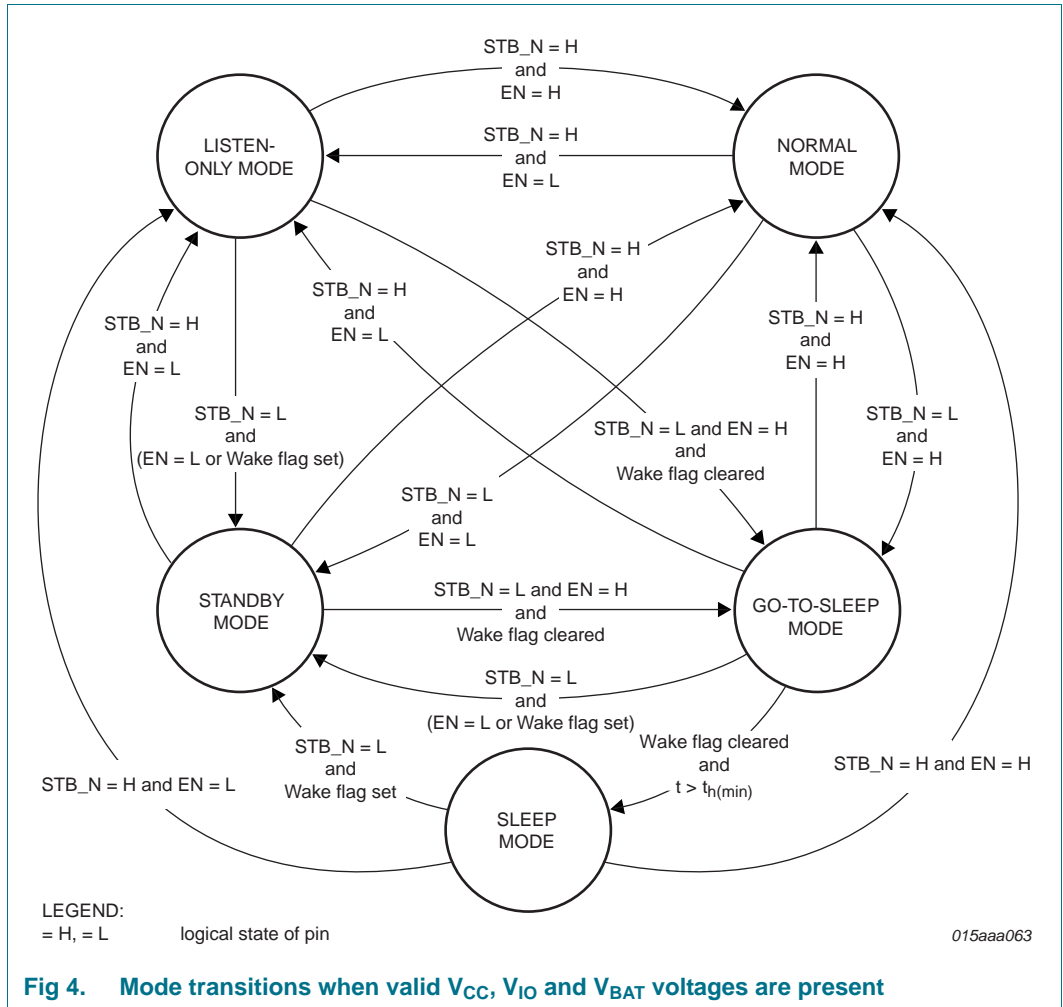 STB_N = H
and
EN = H
LISTEN-
ONLY MODE
STB_N = H
and
EN = L
NORMAL
MODE
STB_N = H
and
EN = H
STB_N = H
and
EN = L
STB_N = H
and
EN = L
STB_N = H
and
EN = H
STB_N = L
and
(EN = L or Wake flag set)
STB_N = L and EN = H
and
Wake flag cleared
STB_N = L
and
EN = H
STB_N = L
and
EN = L
STANDBY
MODE
STB_N = L and EN = H
and
Wake flag cleared
GO-TO-SLEEP
MODE
STB_N = L
and
(EN = L or Wake flag set)
STB_N = L
and
Wake flag set
Wake flag cleared
and
t > th(min)
STB_N = H and EN = L
STB_N = H and EN = H
SLEEP
MODE
LEGEND:
= H, = L logical state of pin
015aaa063
Fig 4. Mode transitions when valid VCC, VIO and VBAT voltages are present